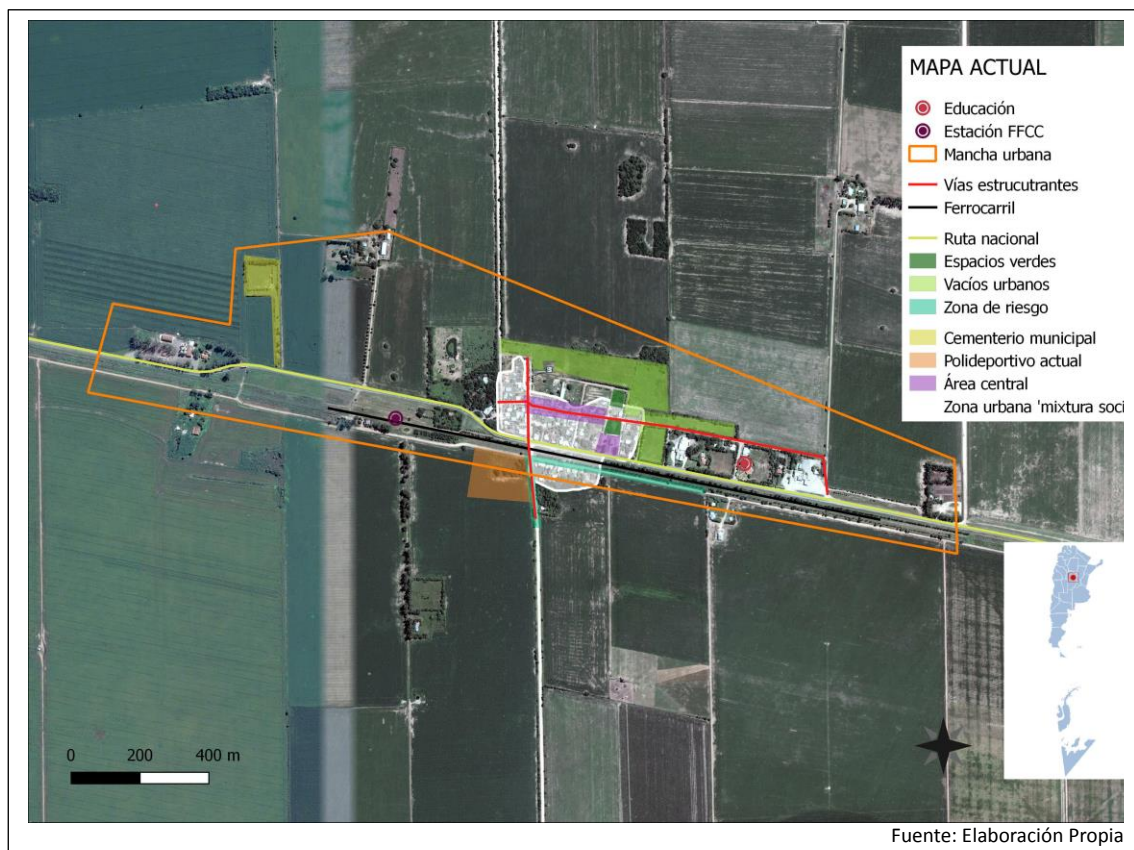 MAPA ACTUAL
Educación
Estación FFCC
Mancha urbana
Vías estrucutrantes
Ferrocarril
Ruta nacional
Espacios verdes
Vacíos urbanos
Zona de riesgo
Cementerio municipal
Polideportivo actual
Área central
Zona urbana 'mixtura soci
0 200 400 m
Fuente: Elaboración Propia